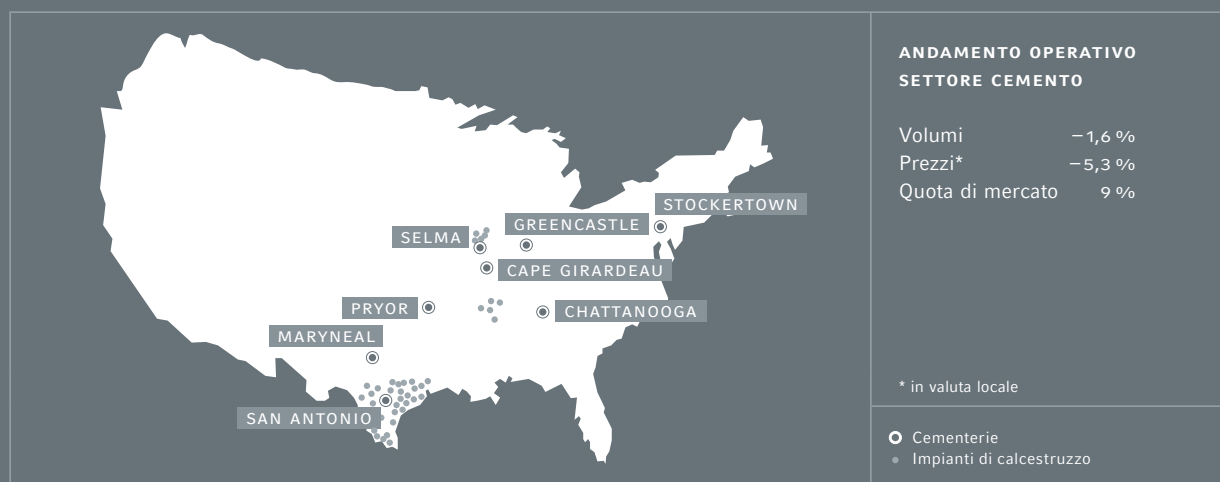 STOCKERTOWN
GREENCASTLE
SELMA
CAPE GIRARDEAU
PRYOR
CHATTANOOGA
MARYNEAL
SAN ANTONIO
ANDAMENTO OPERATIVO
SETTORE CEMENTO
Volumi −1,6 %
Prezzi* −5,3 %
Quota di mercato 9 %
* in valuta locale
Cementerie
Impianti di calcestruzzo